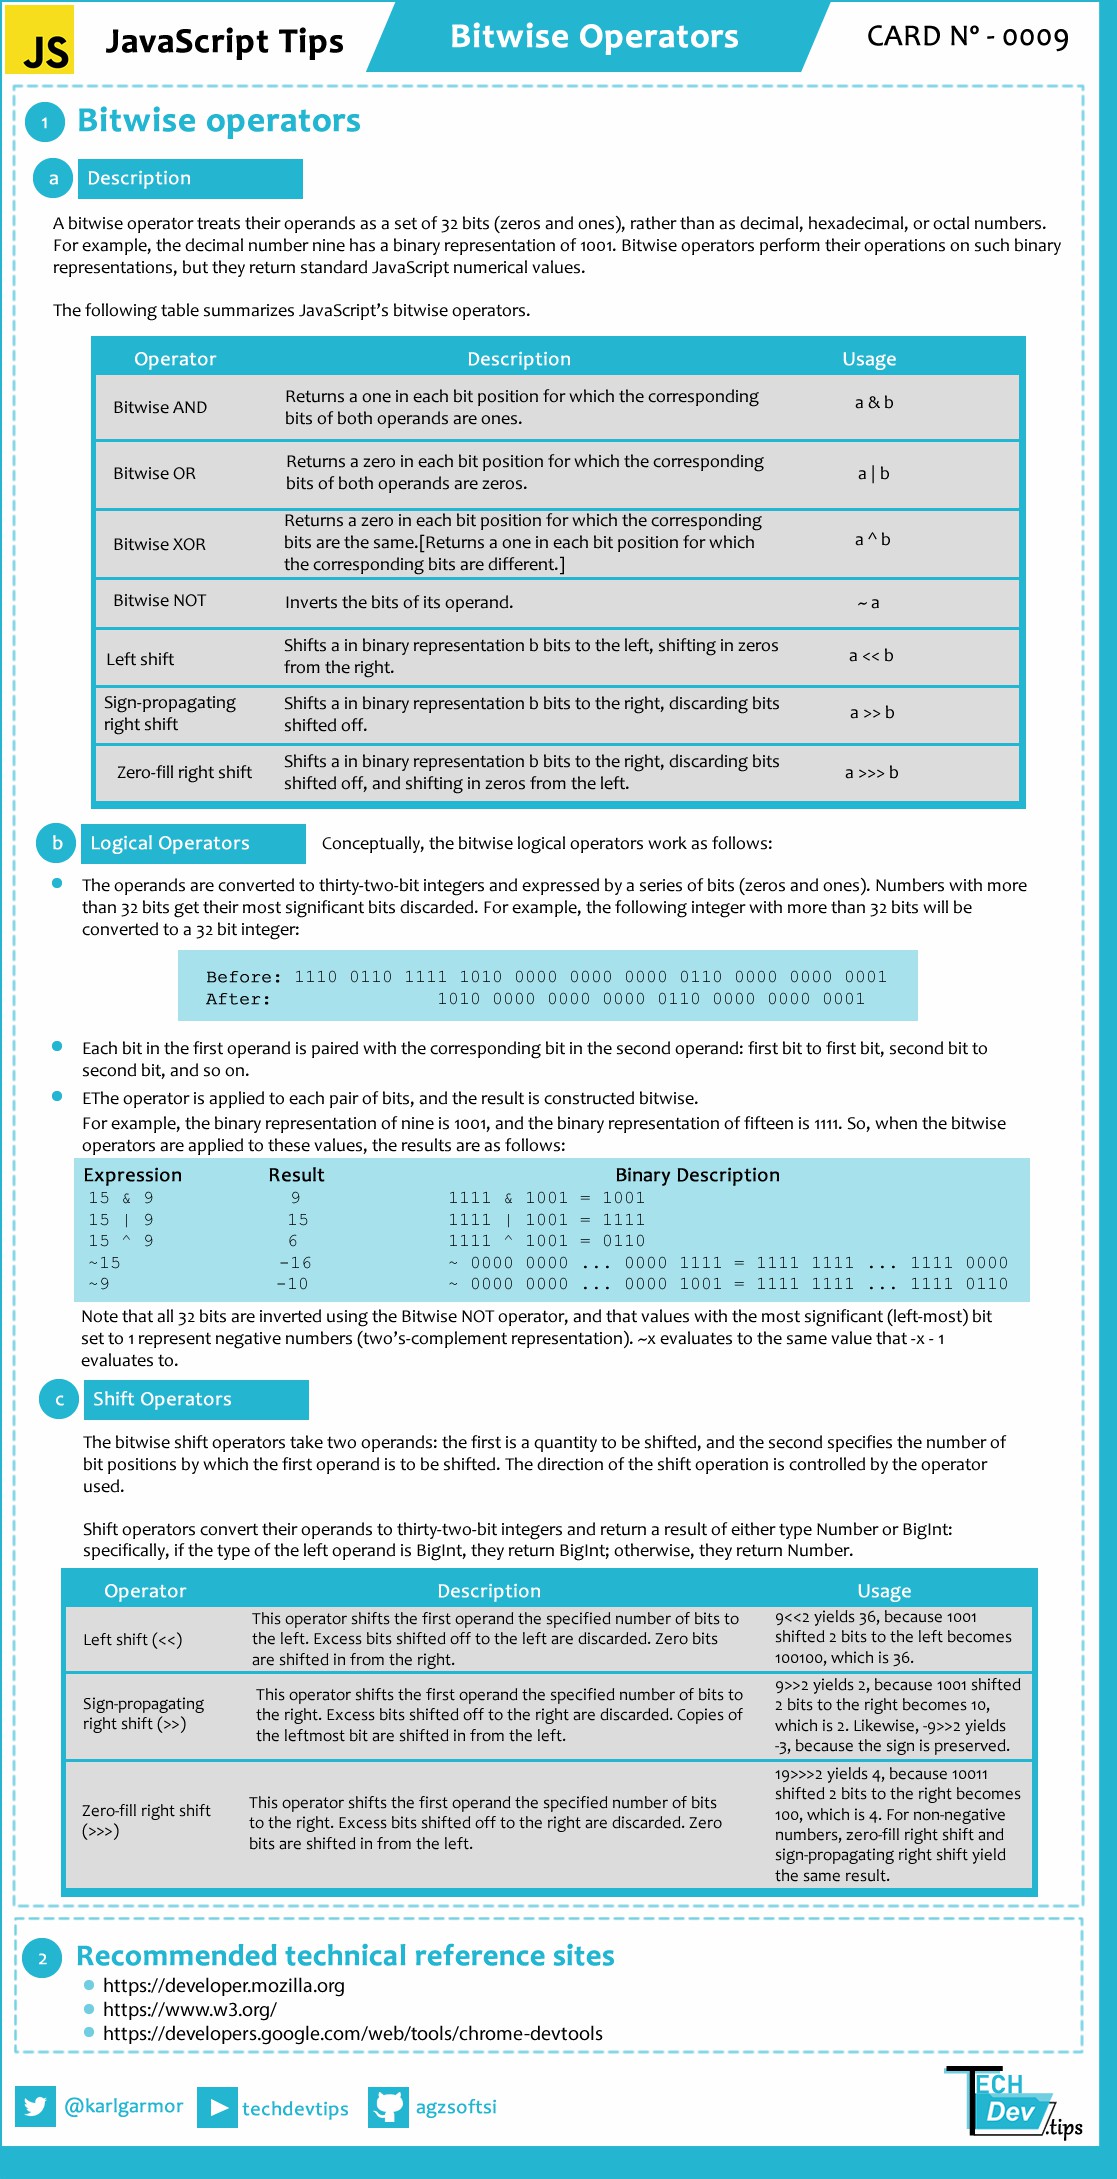 JS
JavaScript Tips
Bitwise Operators
CARD Nº - 0009
1
Bitwise operators
a
Description
A bitwise operator treats their operands as a set of 32 bits (zeros and ones), rather than as decimal, hexadecimal, or octal numbers.
For example, the decimal number nine has a binary representation of 1001. Bitwise operators perform their operations on such binary
representations, but they return standard JavaScript numerical values.
The following table summarizes JavaScript's bitwise operators.
Operator Description Usage
Bitwise AND
Returns a one in each bit position for which the corresponding
bits of both operands are ones.
a & b
Bitwise OR
Returns a zero in each bit position for which the corresponding
bits of both operands are zeros.
a | b
Bitwise XOR
Returns a zero in each bit position for which the corresponding
bits are the same.[Returns a one in each bit position for which
the corresponding bits are different.]
a ^ b
Bitwise NOT
Inverts the bits of its operand.
~ a
Left shift
Shifts a in binary representation b bits to the left, shifting in zeros
from the right.
a << b
Sign-propagating
right shift
Shifts a in binary representation b bits to the right, discarding bits
shifted off.
a >> b
Zero-fill right shift
Shifts a in binary representation b bits to the right, discarding bits
shifted off, and shifting in zeros from the left.
a >>> b
b
Logical Operators
Conceptually, the bitwise logical operators work as follows:
The operands are converted to thirty-two-bit integers and expressed by a series of bits (zeros and ones). Numbers with more
than 32 bits get their most significant bits discarded. For example, the following integer with more than 32 bits will be
converted to a 32 bit integer:
Before: 1110 0110 1111 1010 0000 0000 0000 0110 0000 0000 0001
After: 1010 0000 0000 0000 0110 0000 0000 0001
Each bit in the first operand is paired with the corresponding bit in the second operand: first bit to first bit, second bit to
second bit, and so on.
EThe operator is applied to each pair of bits, and the result is constructed bitwise.
For example, the binary representation of nine is 1001, and the binary representation of fifteen is 1111. So, when the bitwise
operators are applied to these values, the results are as follows:
Expression Result Binary Description
15 & 9 9 1111 & 1001 = 1001
15 | 9 15 1111 | 1001 = 1111
15 ^ 9 6 1111 ^ 1001 = 0110
~15 -16 ~ 0000 0000 ... 0000 1111 = 1111 1111 ... 1111 0000
~9 -10 ~ 0000 0000 ... 0000 1001 = 1111 1111 ... 1111 0110
Note that all 32 bits are inverted using the Bitwise NOT operator, and that values with the most significant (left-most) bit
set to 1 represent negative numbers (two's-complement representation). ~x evaluates to the same value that -x - 1
evaluates to.
c
Shift Operators
The bitwise shift operators take two operands: the first is a quantity to be shifted, and the second specifies the number of
bit positions by which the first operand is to be shifted. The direction of the shift operation is controlled by the operator
used.
Shift operators convert their operands to thirty-two-bit integers and return a result of either type Number or BigInt:
specifically, if the type of the left operand is BigInt, they return BigInt; otherwise, they return Number.
Operator Description Usage
Left shift (<<)
This operator shifts the first operand the specified number of bits to
the left. Excess bits shifted off to the left are discarded. Zero bits
are shifted in from the right.
9<<2 yields 36, because 1001
shifted 2 bits to the left becomes
100100, which is 36.
Sign-propagating
right shift (>>)
This operator shifts the first operand the specified number of bits to
the right. Excess bits shifted off to the right are discarded. Copies of
the leftmost bit are shifted in from the left.
9>>2 yields 2, because 1001 shifted
2 bits to the right becomes 10,
which is 2. Likewise, -9>>2 yields
-3, because the sign is preserved.
Zero-fill right shift
(>>>)
This operator shifts the first operand the specified number of bits
to the right. Excess bits shifted off to the right are discarded. Zero
bits are shifted in from the left.
19>>>2 yields 4, because 10011
shifted 2 bits to the right becomes
100, which is 4. For non-negative
numbers, zero-fill right shift and
sign-propagating right shift yield
the same result.
2
Recommended technical reference sites
https://developer.mozilla.org
https://www.w3.org/
https://developers.google.com/web/tools/chrome-devtools
@karlgarmor
techdevtips
agzsoftsi
TECH
Dev
.tips